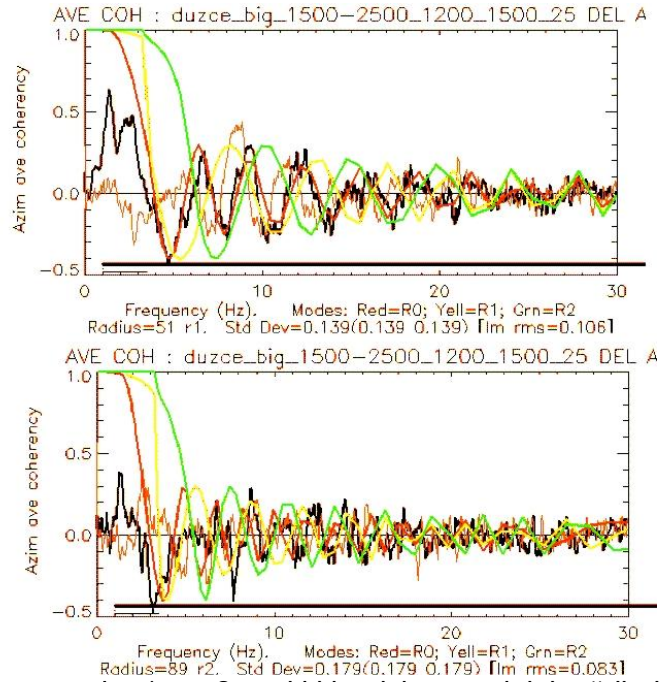 AVE COH : duzce_big_1500-2500_1200_1500_25 DEL A
1.0
0.5
0.0
-0.5
Azim ave coherency
0 10 20 30
Frequency (Hz). Modes: Red=R0; Yell=R1; Grn=R2
Radius=51 r1. Std Dev=0.139(0.139 0.139) [Im rms=0.106]
AVE COH : duzce_big_1500-2500_1200_1500_25 DEL A
1.0
0.5
0.0
-0.5
Azim ave coherency
0 10 20 30
Frequency (Hz). Modes: Red=R0; Yell=R1; Grn=R2
Radius=89 r2. Std Dev=0.179(0.179 0.179) [Im rms=0.083]